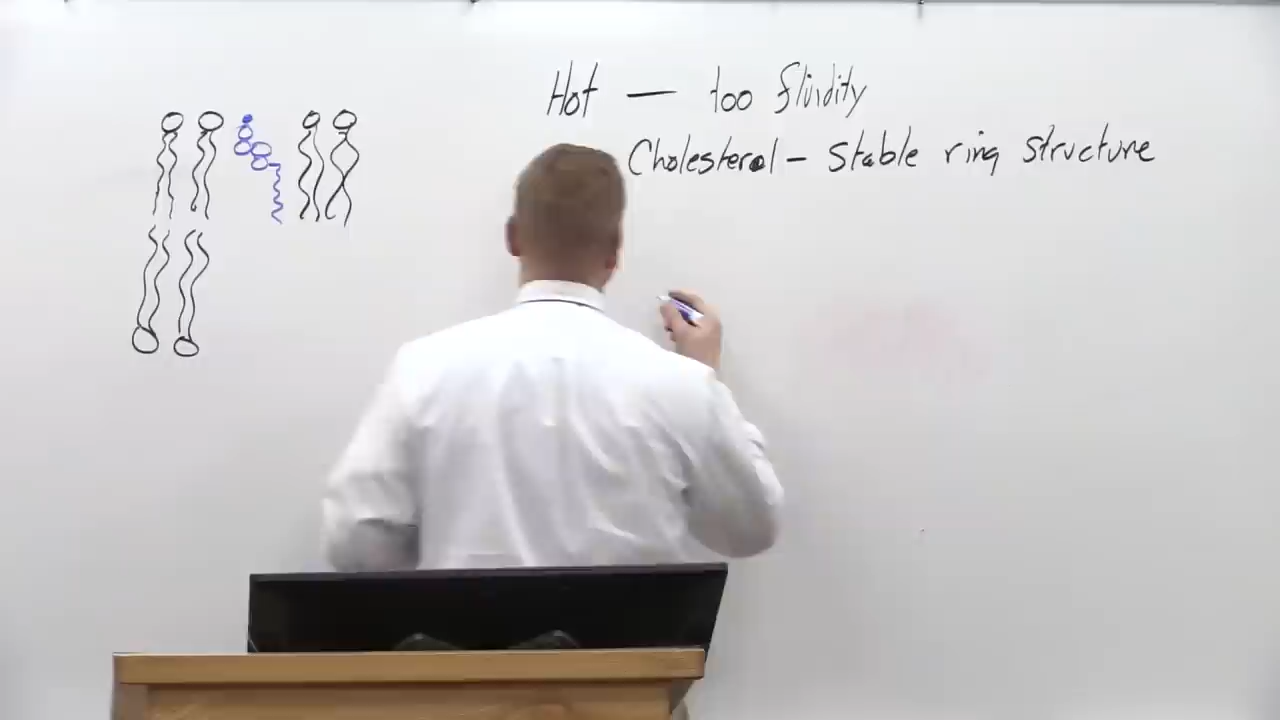 Hot — too fluidity
Cholesterol – Stable ring structure